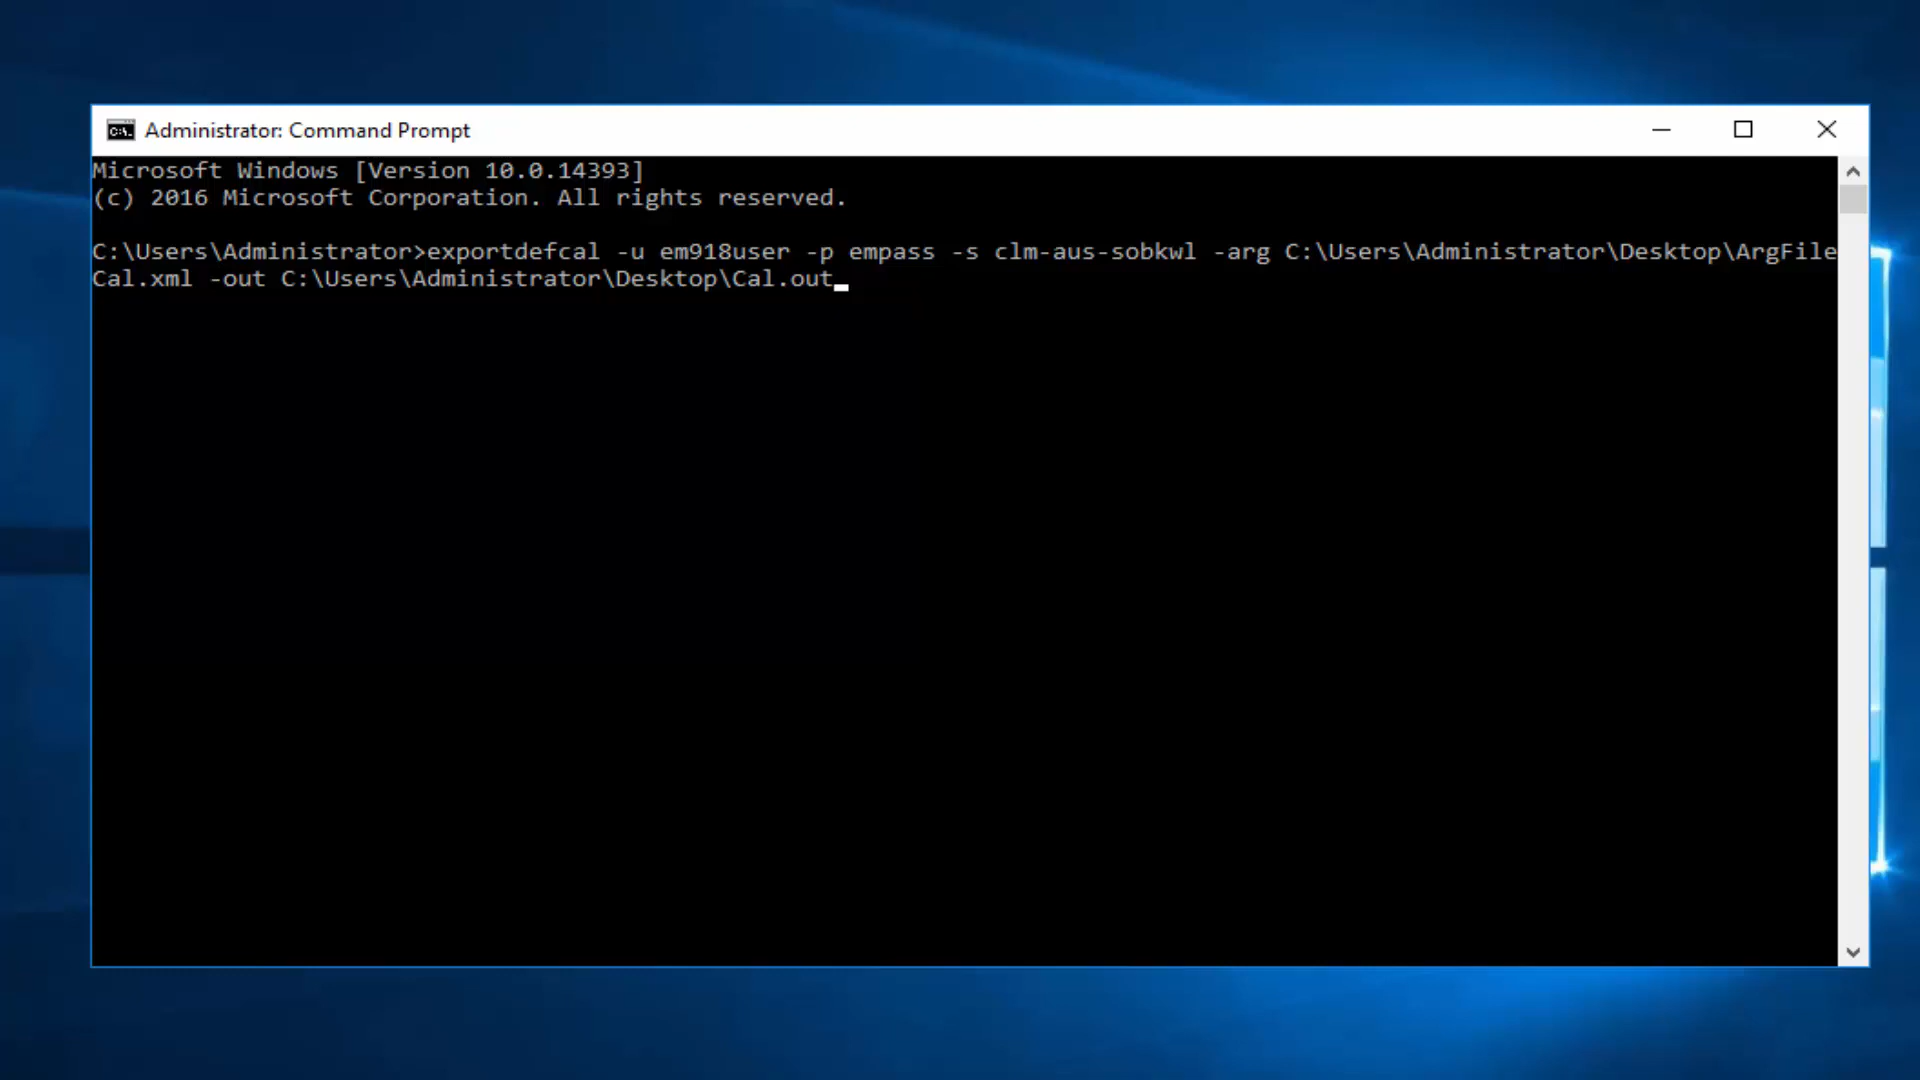 Administrator: Command Prompt
Microsoft Windows [Version 10.0.14393]
(c) 2016 Microsoft Corporation. All rights reserved.
C:\Users\Administrator>exportdefcal -u em918user -p empass -s clm-aus-sobkwl -arg C:\Users\Administrator\Desktop\ArgFile
Cal.xml -out C:\Users\Administrator\Desktop\Cal.out